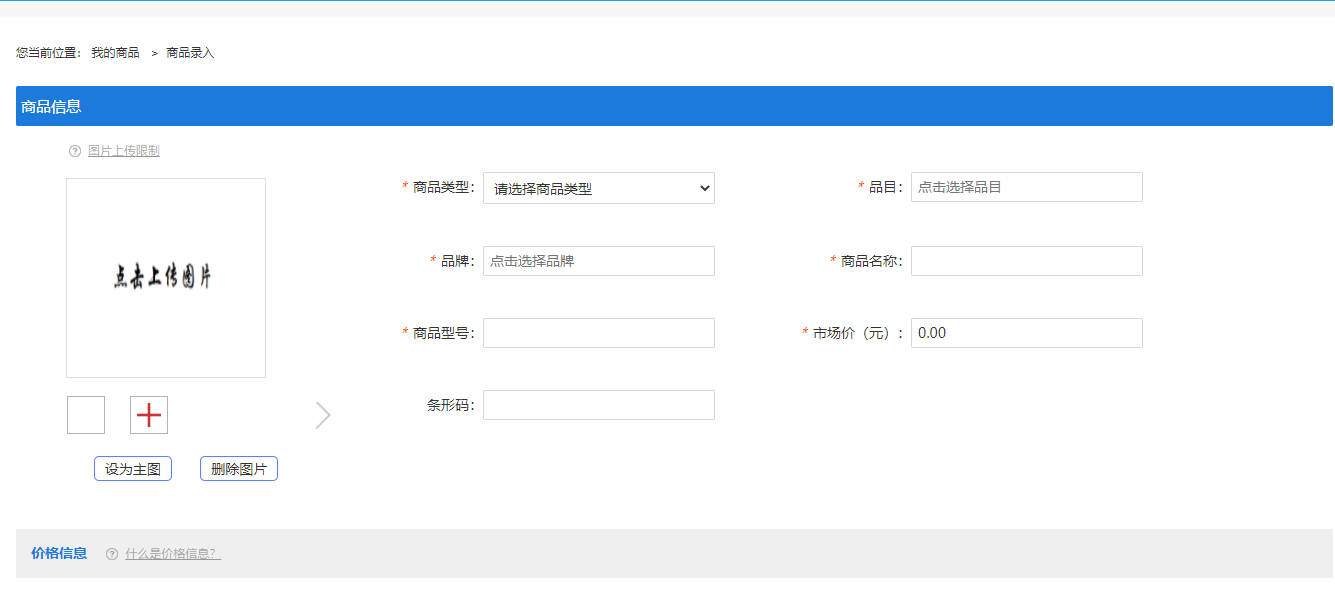 您当前位置： 我的商品 > 商品录入
商品信息
图片上传限制
点击上传图片
* 商品类型： 请选择商品类型
* 品目： 点击选择品目
* 品牌： 点击选择品牌
* 商品名称：
* 商品型号：
* 市场价（元）： 0.00
条形码：
设为主图 删除图片
价格信息 什么是价格信息？